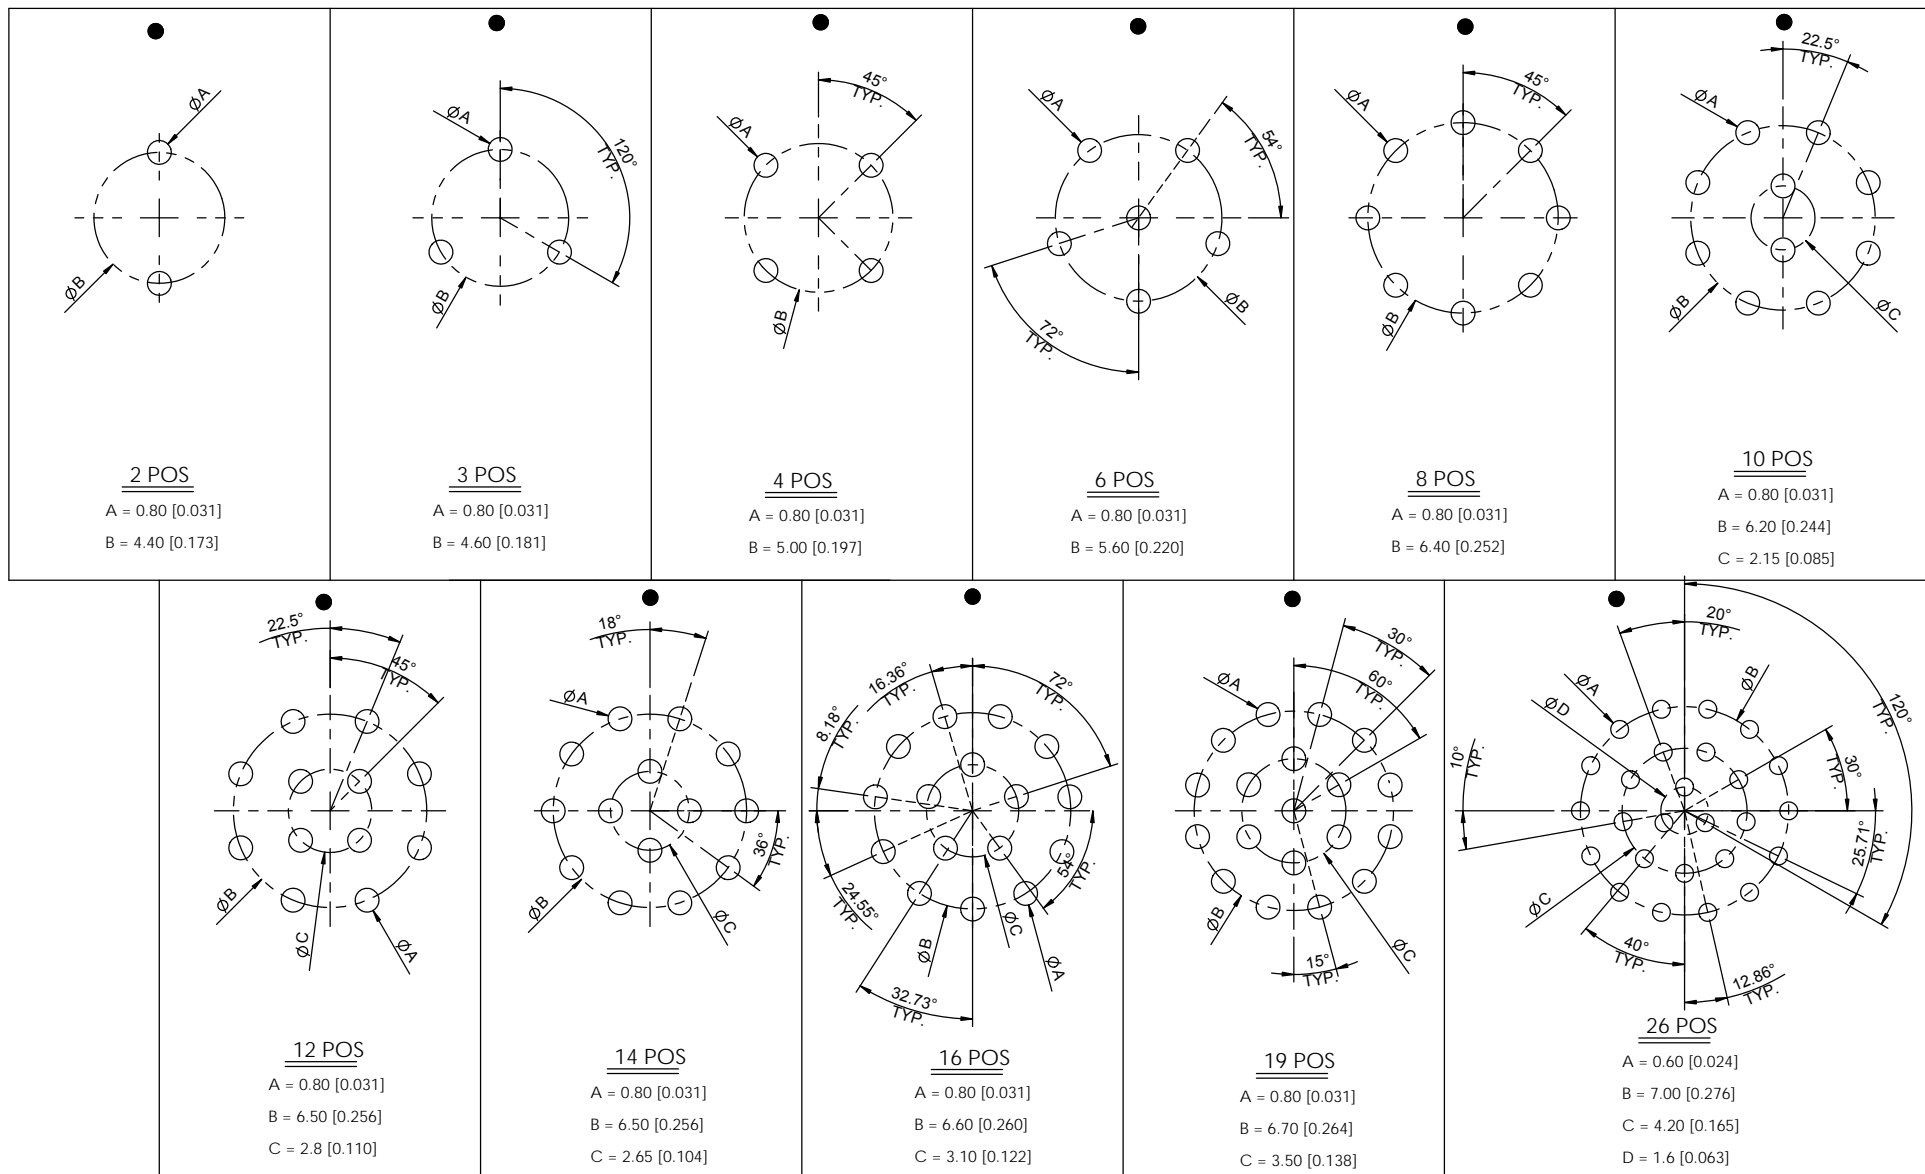 ØA
ØB
2 POS
A = 0.80 [0.031]
B = 4.40 [0.173]
ØA
120°
TYP.
ØB
3 POS
A = 0.80 [0.031]
B = 4.60 [0.181]
45°
TYP.
ØA
ØB
4 POS
A = 0.80 [0.031]
B = 5.00 [0.197]
ØA
54°
TYP.
ØB
72°
TYP.
6 POS
A = 0.80 [0.031]
B = 5.60 [0.220]
45°
TYP.
ØA
ØB
8 POS
A = 0.80 [0.031]
B = 6.40 [0.252]
22.5°
TYP.
ØA
ØB
ØC
10 POS
A = 0.80 [0.031]
B = 6.20 [0.244]
C = 2.15 [0.085]
22.5°
TYP.
45°
TYP.
ØB
ØC
ØA
12 POS
A = 0.80 [0.031]
B = 6.50 [0.256]
C = 2.8 [0.110]
18°
TYP.
ØA
36°
TYP.
ØB
ØC
14 POS
A = 0.80 [0.031]
B = 6.50 [0.256]
C = 2.65 [0.104]
16.36°
TYP.
72°
TYP.
8.18°
TYP.
54°
TYP.
24.55°
TYP.
ØB
ØC
ØA
32.73°
TYP.
16 POS
A = 0.80 [0.031]
B = 6.60 [0.260]
C = 3.10 [0.122]
30°
TYP.
60°
TYP.
ØA
ØB
ØC
15°
TYP.
19 POS
A = 0.80 [0.031]
B = 6.70 [0.264]
C = 3.50 [0.138]
20°
TYP.
ØA
ØB
ØD
120°
TYP.
10°
TYP.
30°
TYP.
25.71°
TYP.
ØC
40°
TYP.
12.86°
TYP.
26 POS
A = 0.60 [0.024]
B = 7.00 [0.276]
C = 4.20 [0.165]
D = 1.6 [0.063]